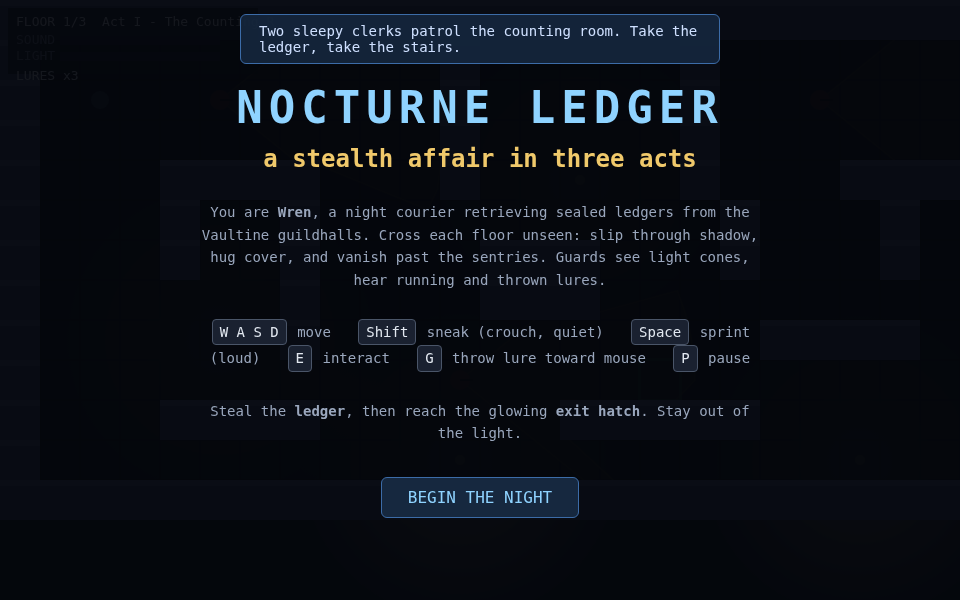 FLOOR 1/3 Act I - The Counti
SOUND
LIGHT
LURES x3
Two sleepy clerks patrol the counting room. Take the
ledger, take the stairs.
NOCTURNE LEDGER
a stealth affair in three acts
You are Wren, a night courier retrieving sealed ledgers from the
Vaultine guildhalls. Cross each floor unseen: slip through shadow,
hug cover, and vanish past the sentries. Guards see light cones,
hear running and thrown lures.
W A S D move Shift sneak (crouch, quiet) Space sprint
(loud) E interact G throw lure toward mouse P pause
Steal the ledger, then reach the glowing exit hatch. Stay out of
the light.
BEGIN THE NIGHT